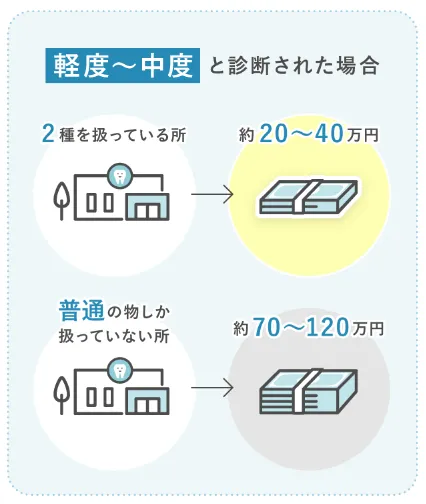 軽度～中度と診断された場合
2種を扱っている所
約20～40万円
普通の物しか
扱っていない所
約70～120万円